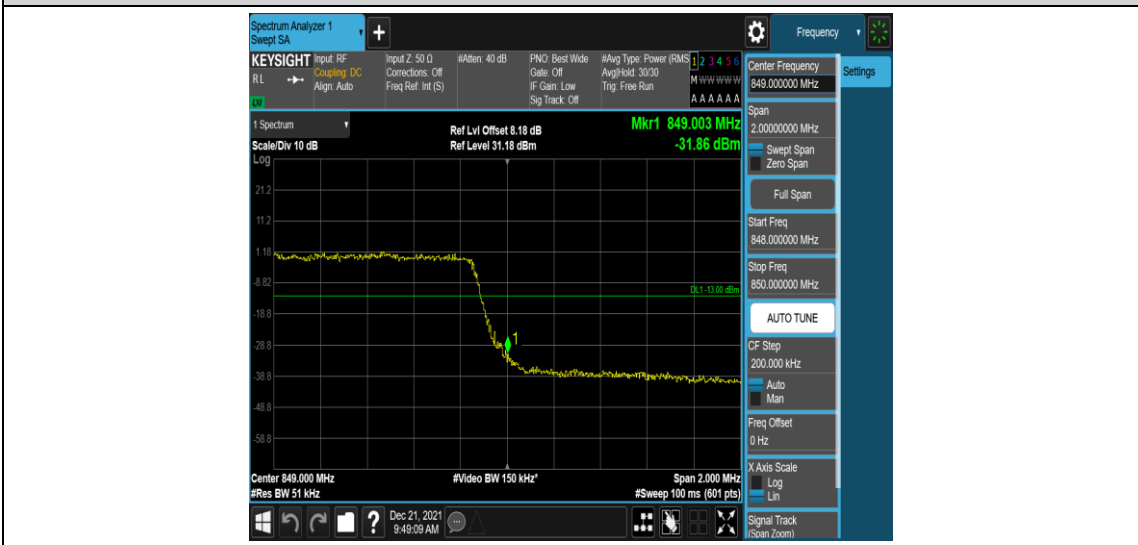 Spectrum Analyzer 1
Swept SA
+
Frequency
KEYSIGHT
RL
LNI
Input: RF
Coupling: DC
Align: Auto
Input Z: 50 Ω
Corrections: Off
Freq Ref: Int (S)
#Atten: 40 dB
PNO: Best Wide
Gate: Off
IF Gain: Low
Sig Track: Off
#Avg Type: Power (RMS
Avg|Hold: 30/30
Trig: Free Run
1 2 3 4 5 6
M W W W W W
A A A A A A
Center Frequency
849.000000 MHz
Settings
Span
2.00000000 MHz
Swept Span
Zero Span
Full Span
Start Freq
848.000000 MHz
Stop Freq
850.000000 MHz
AUTO TUNE
CF Step
200.000 kHz
Auto
Man
Freq Offset
0 Hz
X Axis Scale
Log
Lin
Signal Track
(Span Zoom)
1 Spectrum
Scale/Div 10 dB
Log
Ref Lvl Offset 8.18 dB
Ref Level 31.18 dBm
Mkr1 849.003 MHz
-31.86 dBm
21.2
11.2
1.18
-8.82
-18.8
-28.8
-38.8
-48.8
-58.8
DL1 -13.00 dBm
1
Center 849.000 MHz
#Res BW 51 kHz
#Video BW 150 kHz*
Span 2.000 MHz
#Sweep 100 ms (601 pts)
?
Dec 21, 2021
9:49:09 AM